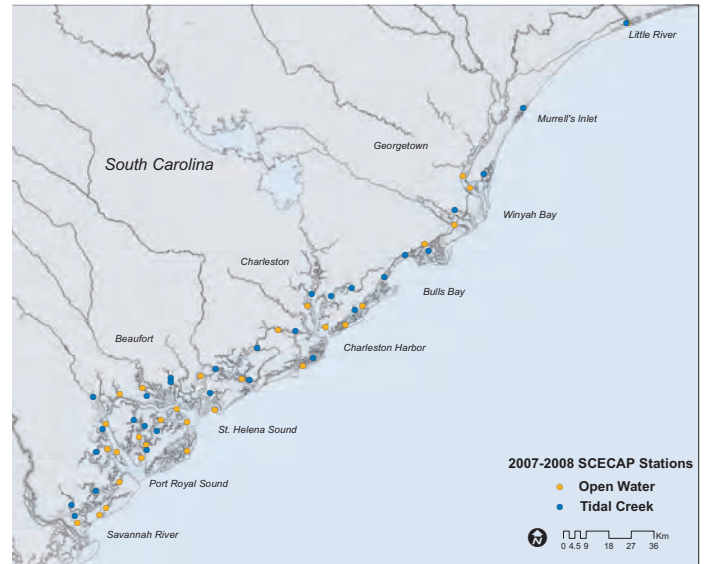 Little River
Murrell's Inlet
Georgetown
South Carolina
Winyah Bay
Charleston
Bulls Bay
Beaufort
Charleston Harbor
St. Helena Sound
2007-2008 SCECAP Stations
Open Water
Port Royal Sound
Tidal Creek
Savannah River
N
Km
0 4.5 9 18 27 36